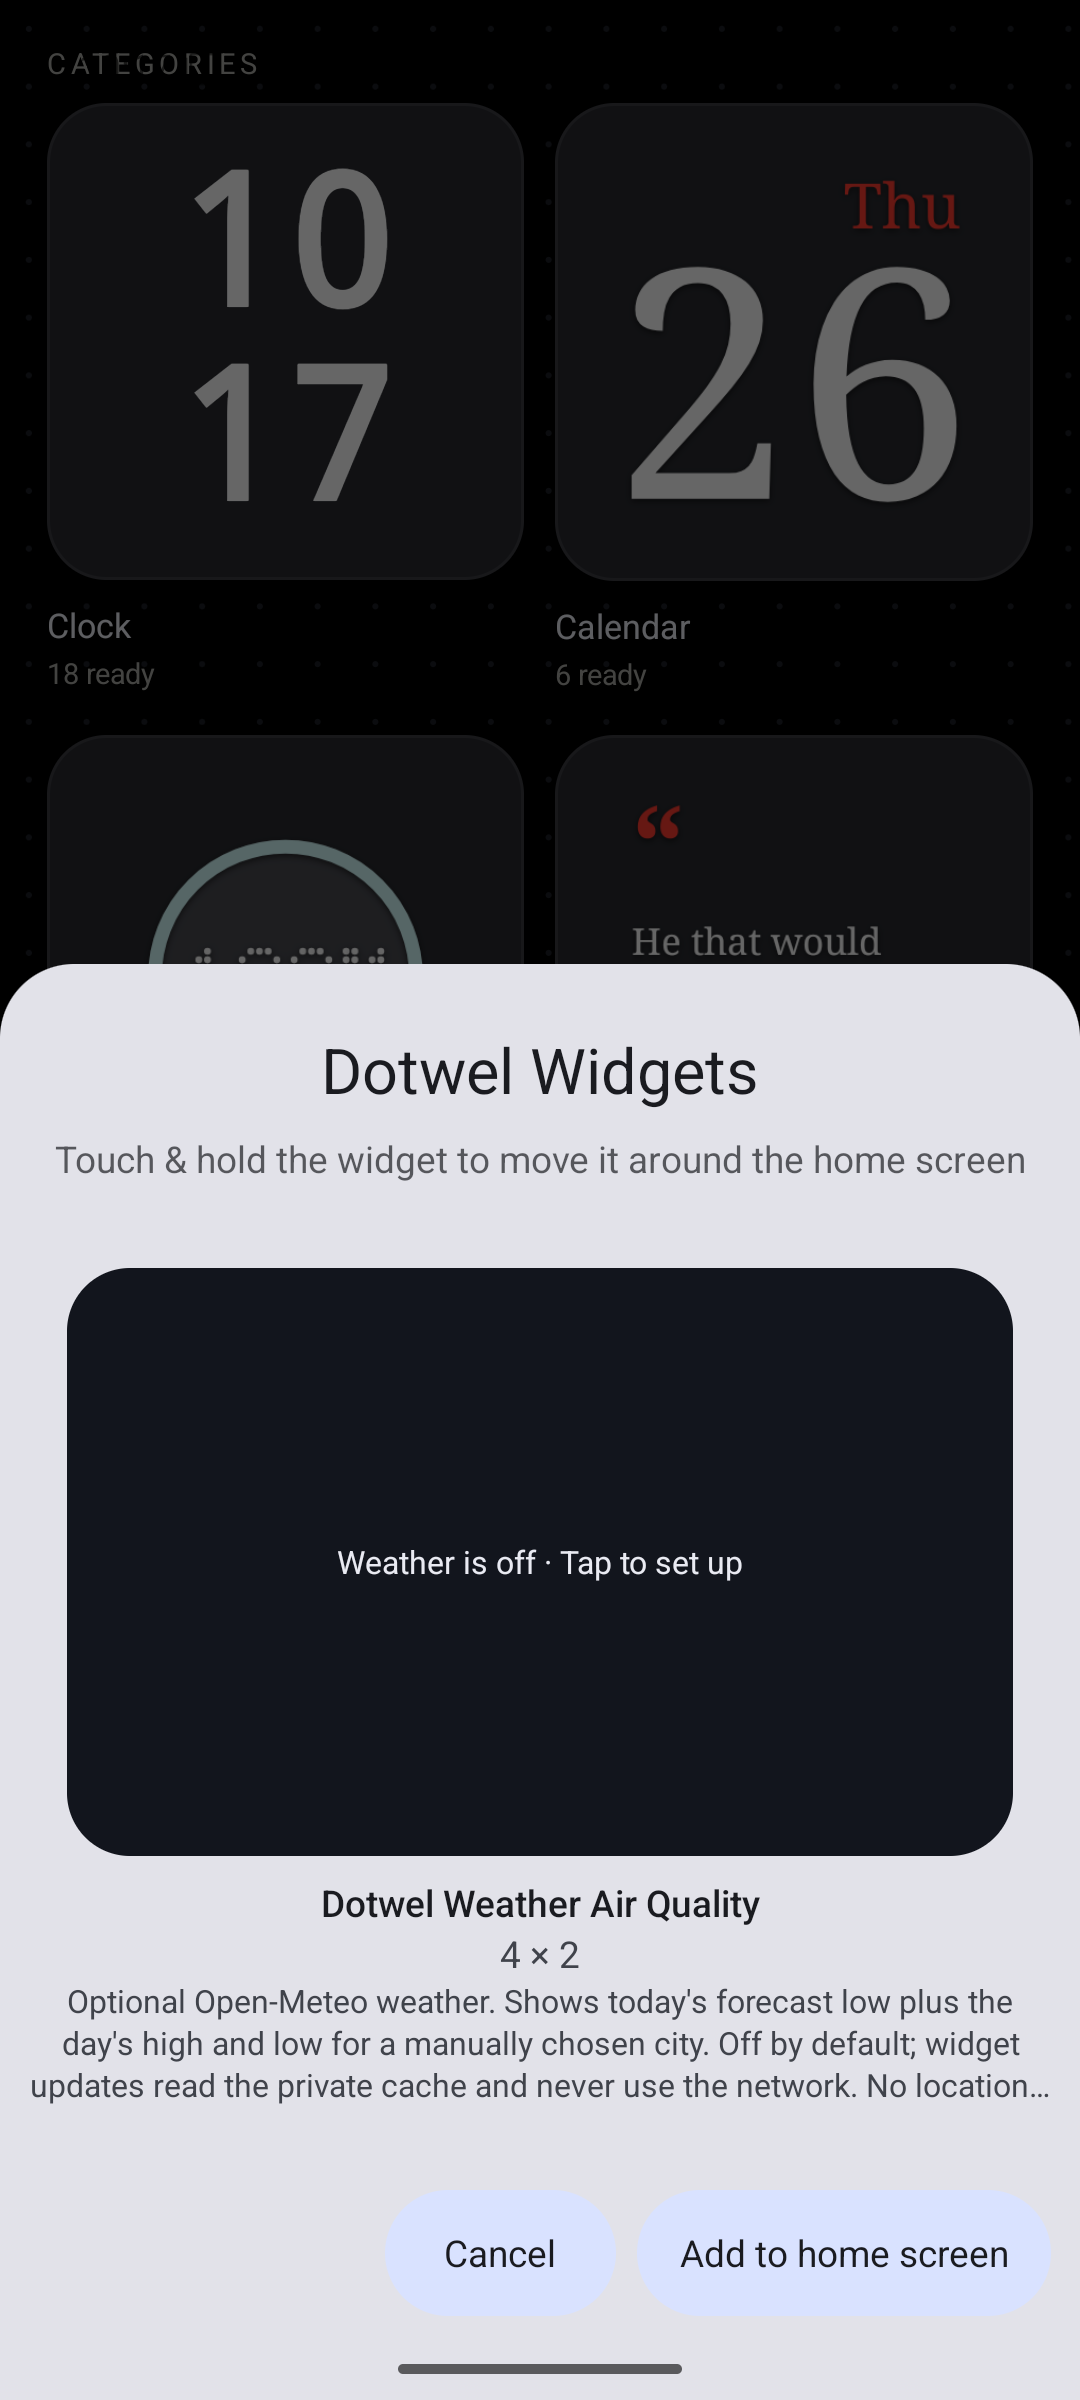 CATEGORIES
10
17
Thu
26
Clock
18 ready
Calendar
6 ready
“
He that would
Dotwel Widgets
Touch & hold the widget to move it around the home screen
Weather is off · Tap to set up
Dotwel Weather Air Quality
4 × 2
Optional Open-Meteo weather. Shows today's forecast low plus the
day's high and low for a manually chosen city. Off by default; widget
updates read the private cache and never use the network. No location…
Cancel
Add to home screen